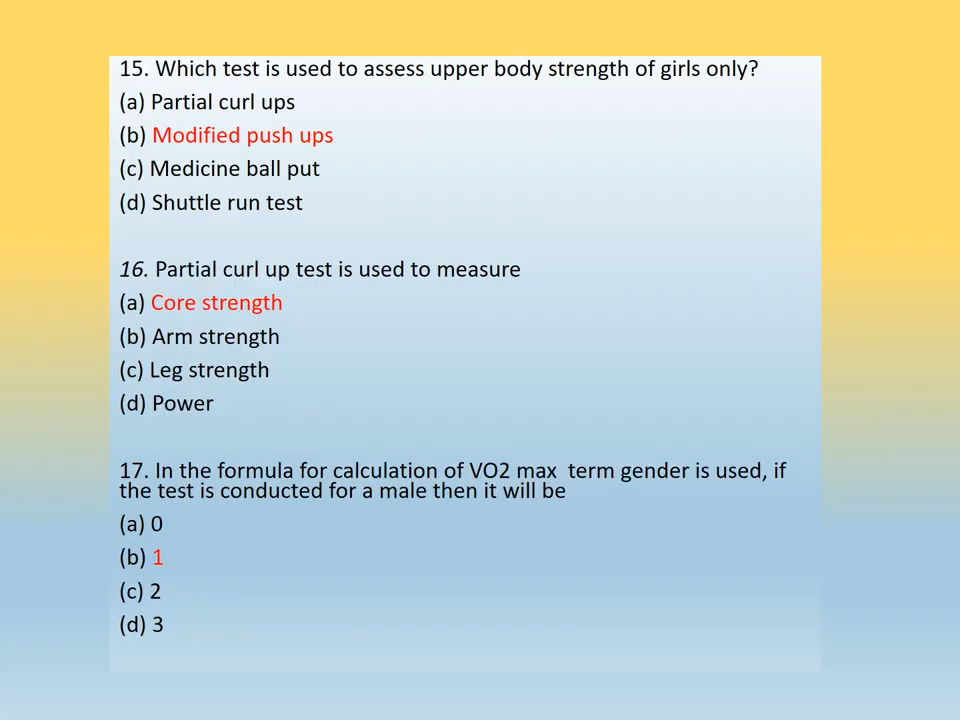 15. Which test is used to assess upper body strength of girls only?
(a) Partial curl ups
(b) Modified push ups
(c) Medicine ball put
(d) Shuttle run test
16. Partial curl up test is used to measure
(a) Core strength
(b) Arm strength
(c) Leg strength
(d) Power
17. In the formula for calculation of VO2 max  term gender is used, if
the test is conducted for a male then it will be
(a) 0
(b) 1
(c) 2
(d) 3